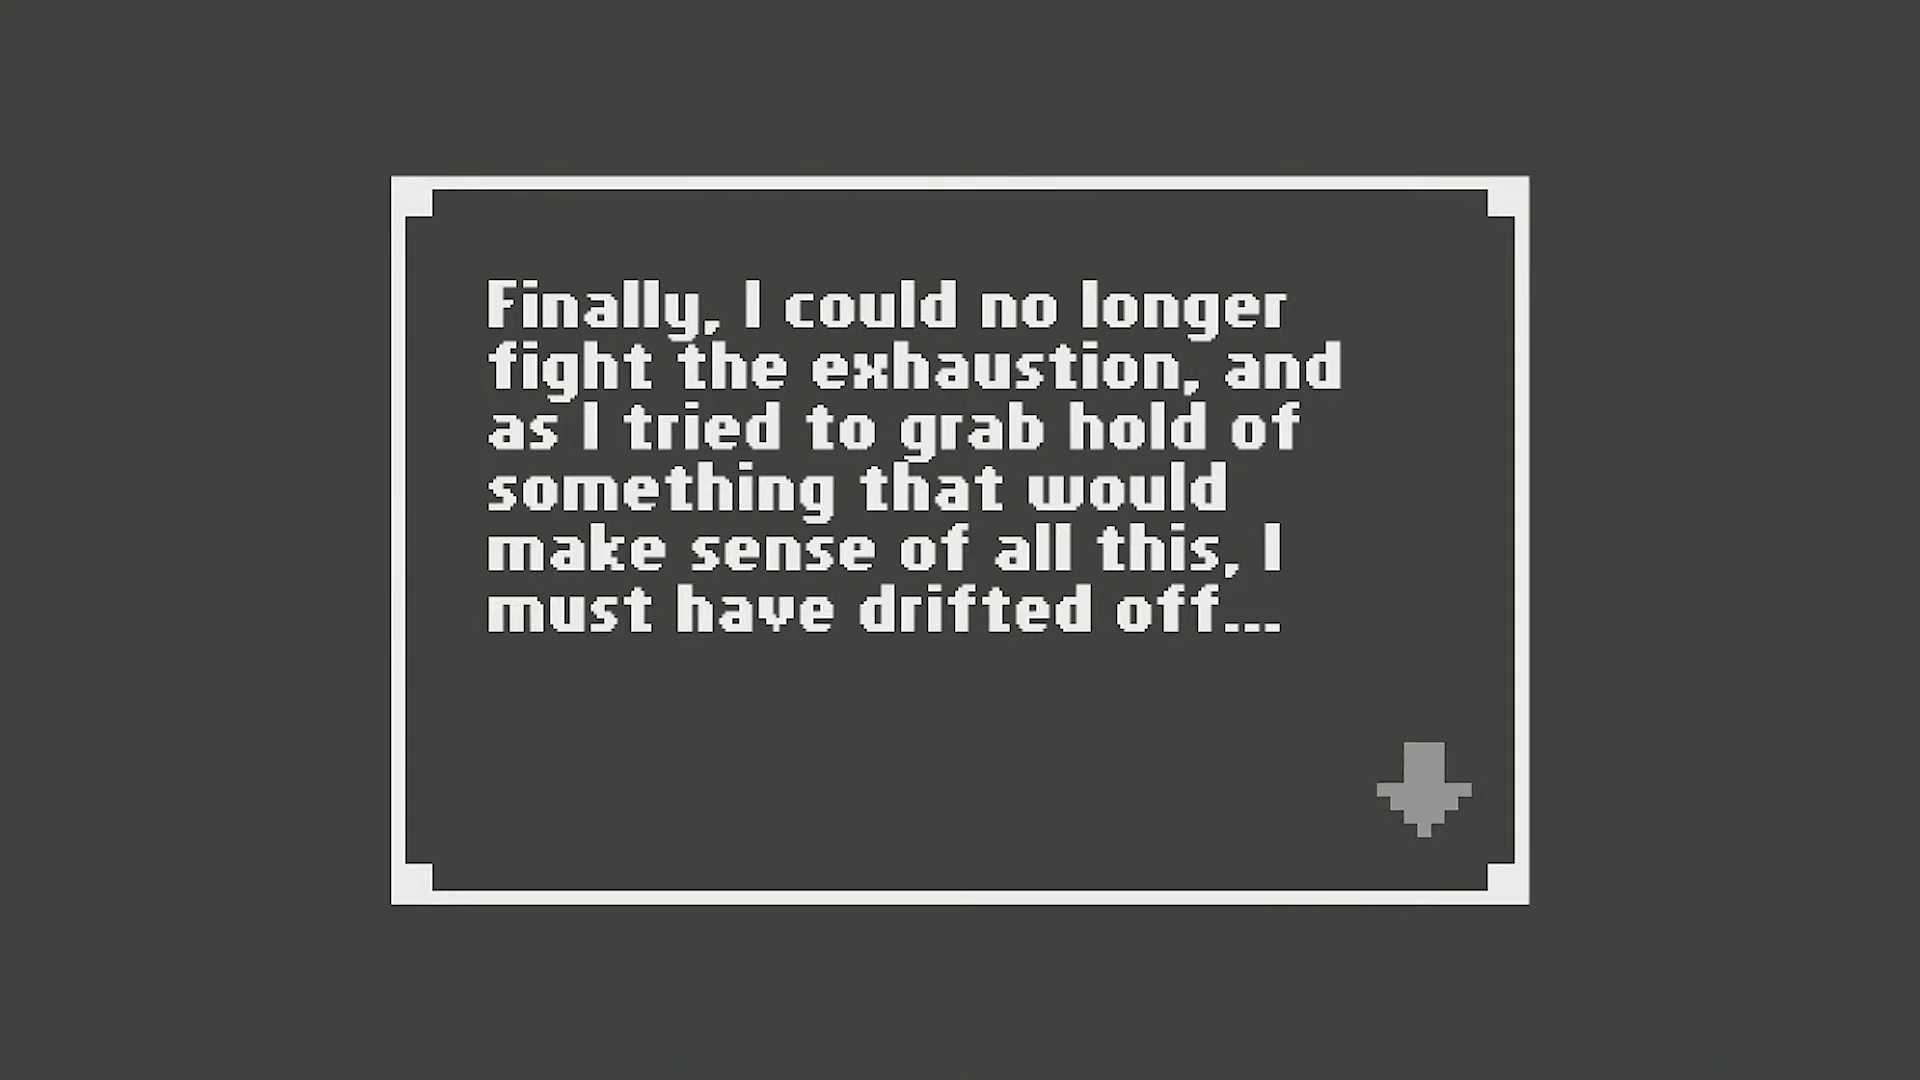 Finally, I could no longer
fight the exhaustion, and
as I tried to grab hold of
something that would
make sense of all this, I
must have drifted off...